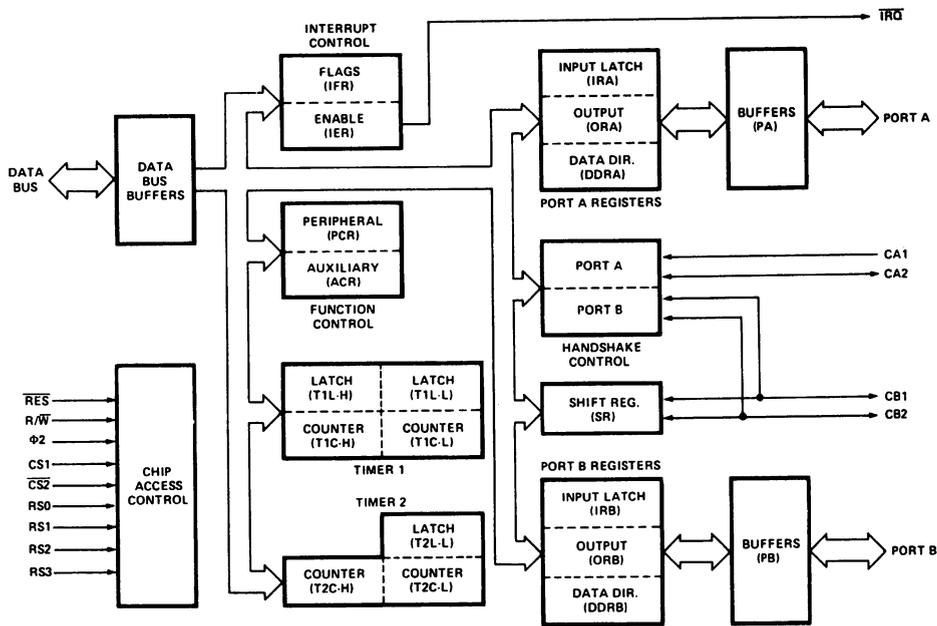 INTERRUPT
CONTROL
FLAGS
(IFR)
ENABLE
(IER)
I̅R̅Q̅
INPUT LATCH
(IRA)
OUTPUT
(ORA)
DATA DIR.
(DDRA)
PORT A REGISTERS
BUFFERS
(PA)
PORT A
DATA
BUS
DATA
BUS
BUFFERS
PERIPHERAL
(PCR)
AUXILIARY
(ACR)
FUNCTION
CONTROL
PORT A
PORT B
HANDSHAKE
CONTROL
CA1
CA2
LATCH
(T1L-H)
LATCH
(T1L-L)
COUNTER
(T1C-H)
COUNTER
(T1C-L)
TIMER 1
SHIFT REG.
(SR)
CB1
CB2
R̅E̅S̅
R/W̅
Φ2
CS1
C̅S̅2̅
RS0
RS1
RS2
RS3
CHIP
ACCESS
CONTROL
TIMER 2
LATCH
(T2L-L)
COUNTER
(T2C-H)
COUNTER
(T2C-L)
PORT B REGISTERS
INPUT LATCH
(IRB)
OUTPUT
(ORB)
DATA DIR.
(DDRB)
BUFFERS
(PB)
PORT B